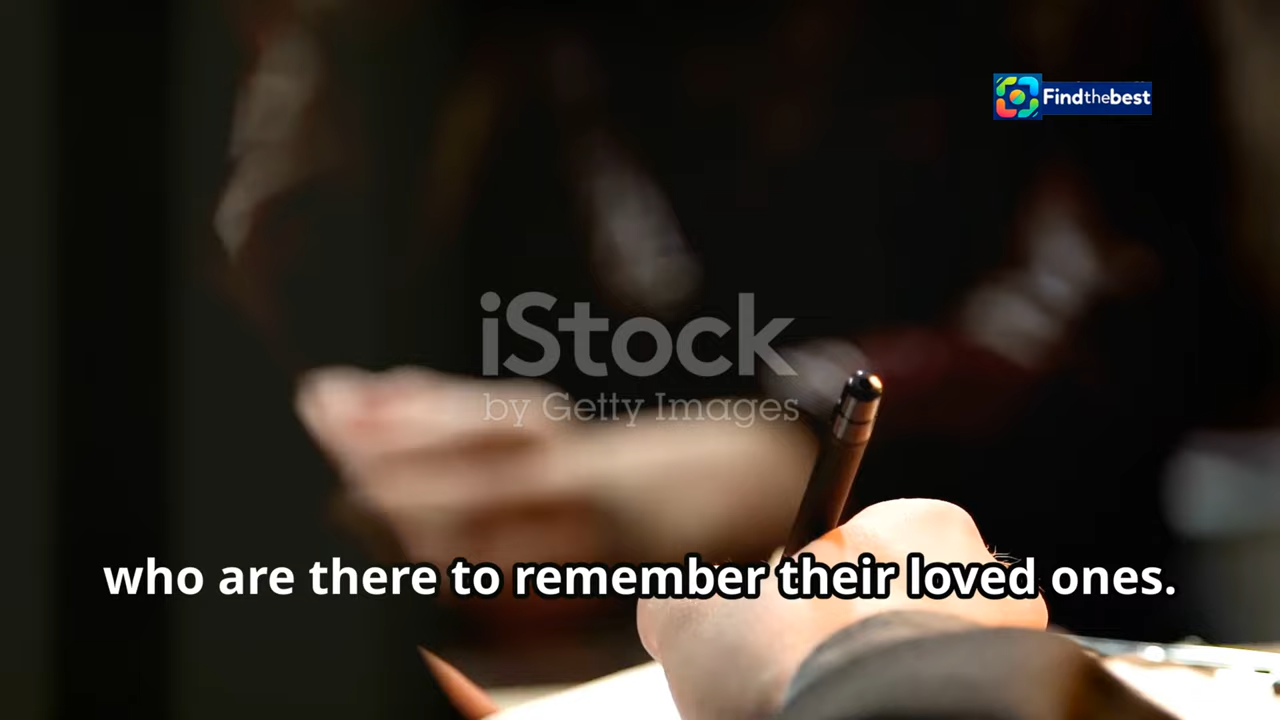 Findthebest
iStock
by Getty Images
who are there to remember their loved ones.